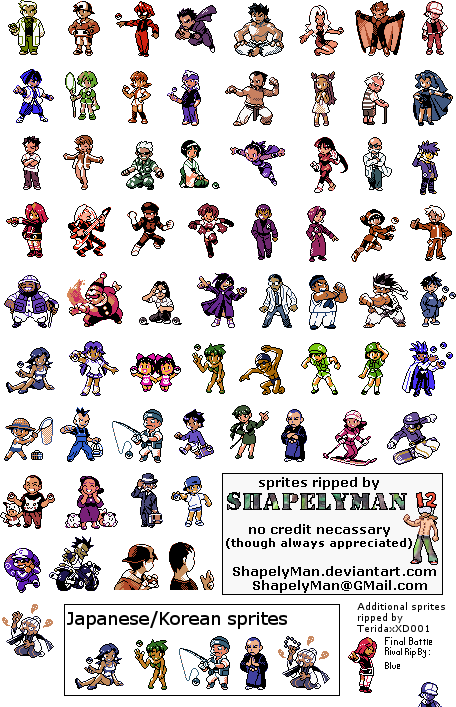 sprites ripped by
SHAPELYMAN 12
no credit necassary
(though always appreciated)
ShapelyMan.deviantart.com
ShapelyMan@GMail.com
Japanese/Korean sprites
Additional sprites
ripped by
TeridaxXD001
Final Battle
Rival Rip By:
Blue